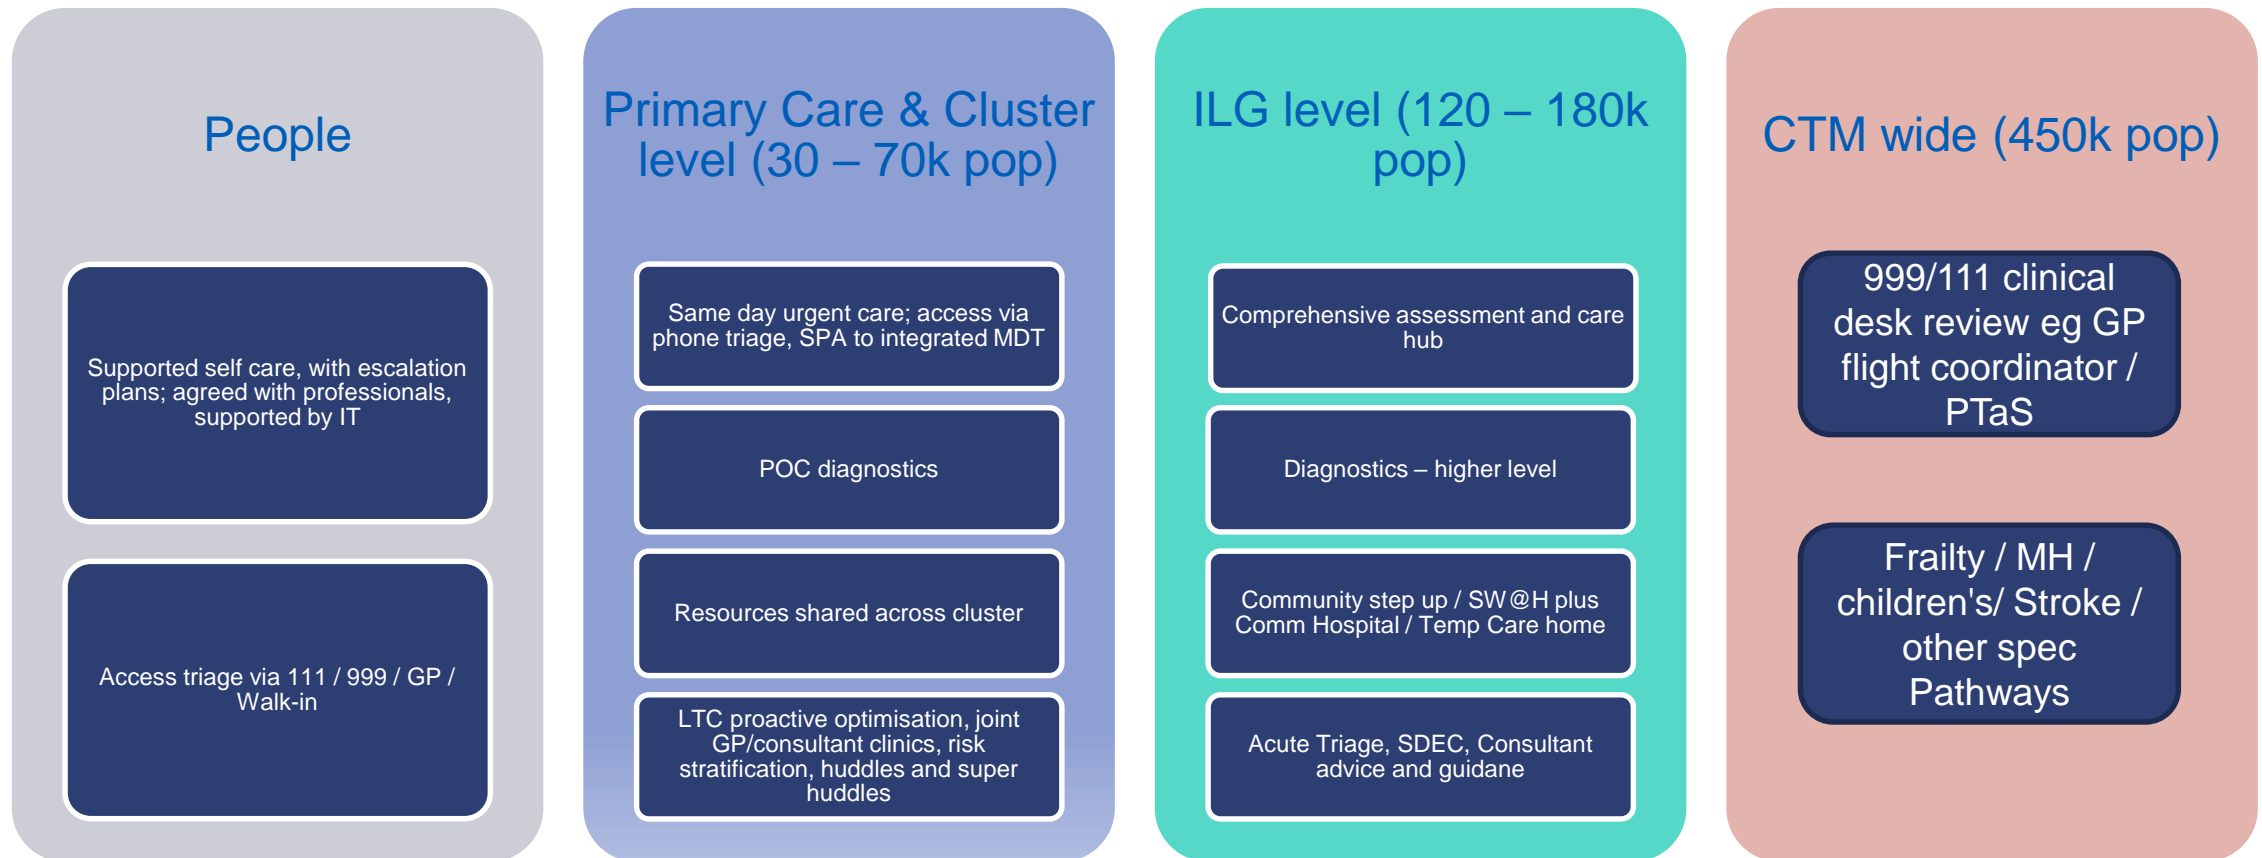 People
Supported self care, with escalation
plans; agreed with professionals,
supported by IT
Access triage via 111 / 999 / GP /
Walk-in
Primary Care & Cluster
level (30 – 70k pop)
Same day urgent care; access via
phone triage, SPA to integrated MDT
POC diagnostics
Resources shared across cluster
LTC proactive optimisation, joint
GP/consultant clinics, risk
stratification, huddles and super
huddles
ILG level (120 – 180k
pop)
Comprehensive assessment and care
hub
Diagnostics – higher level
Community step up / SW@H plus
Comm Hospital / Temp Care home
Acute Triage, SDEC, Consultant
advice and guidane
CTM wide (450k pop)
999/111 clinical
desk review eg GP
flight coordinator /
PTaS
Frailty / MH /
children's/ Stroke /
other spec
Pathways